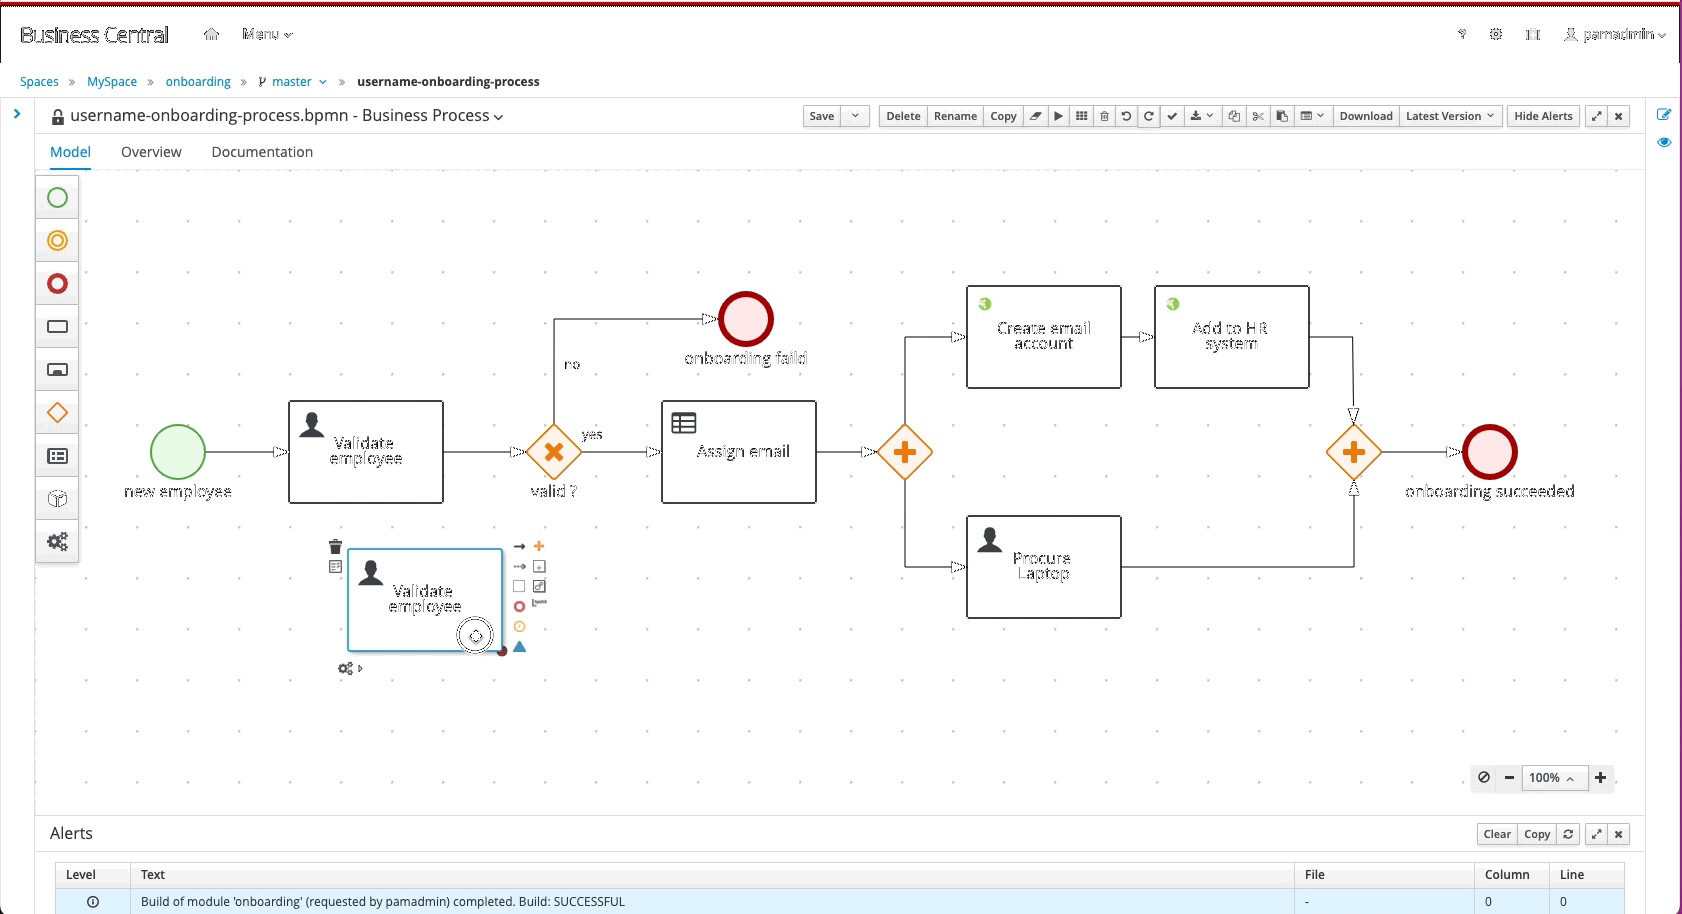 Business Central
Menu
?
pamadmin
Spaces » MySpace » onboarding » master » username-onboarding-process
username-onboarding-process.bpmn - Business Process
Save
Delete
Rename
Copy
Download
Latest Version
Hide Alerts
Model
Overview
Documentation
onboarding faild
no
Create email
account
Add to HR
system
new employee
Validate
employee
yes
valid ?
Assign email
onboarding succeeded
Validate
employee
Procure
Laptop
100%
Alerts
Clear
Copy
Level
Text
File
Column
Line
Build of module 'onboarding' (requested by pamadmin) completed. Build: SUCCESSFUL
-
0
0